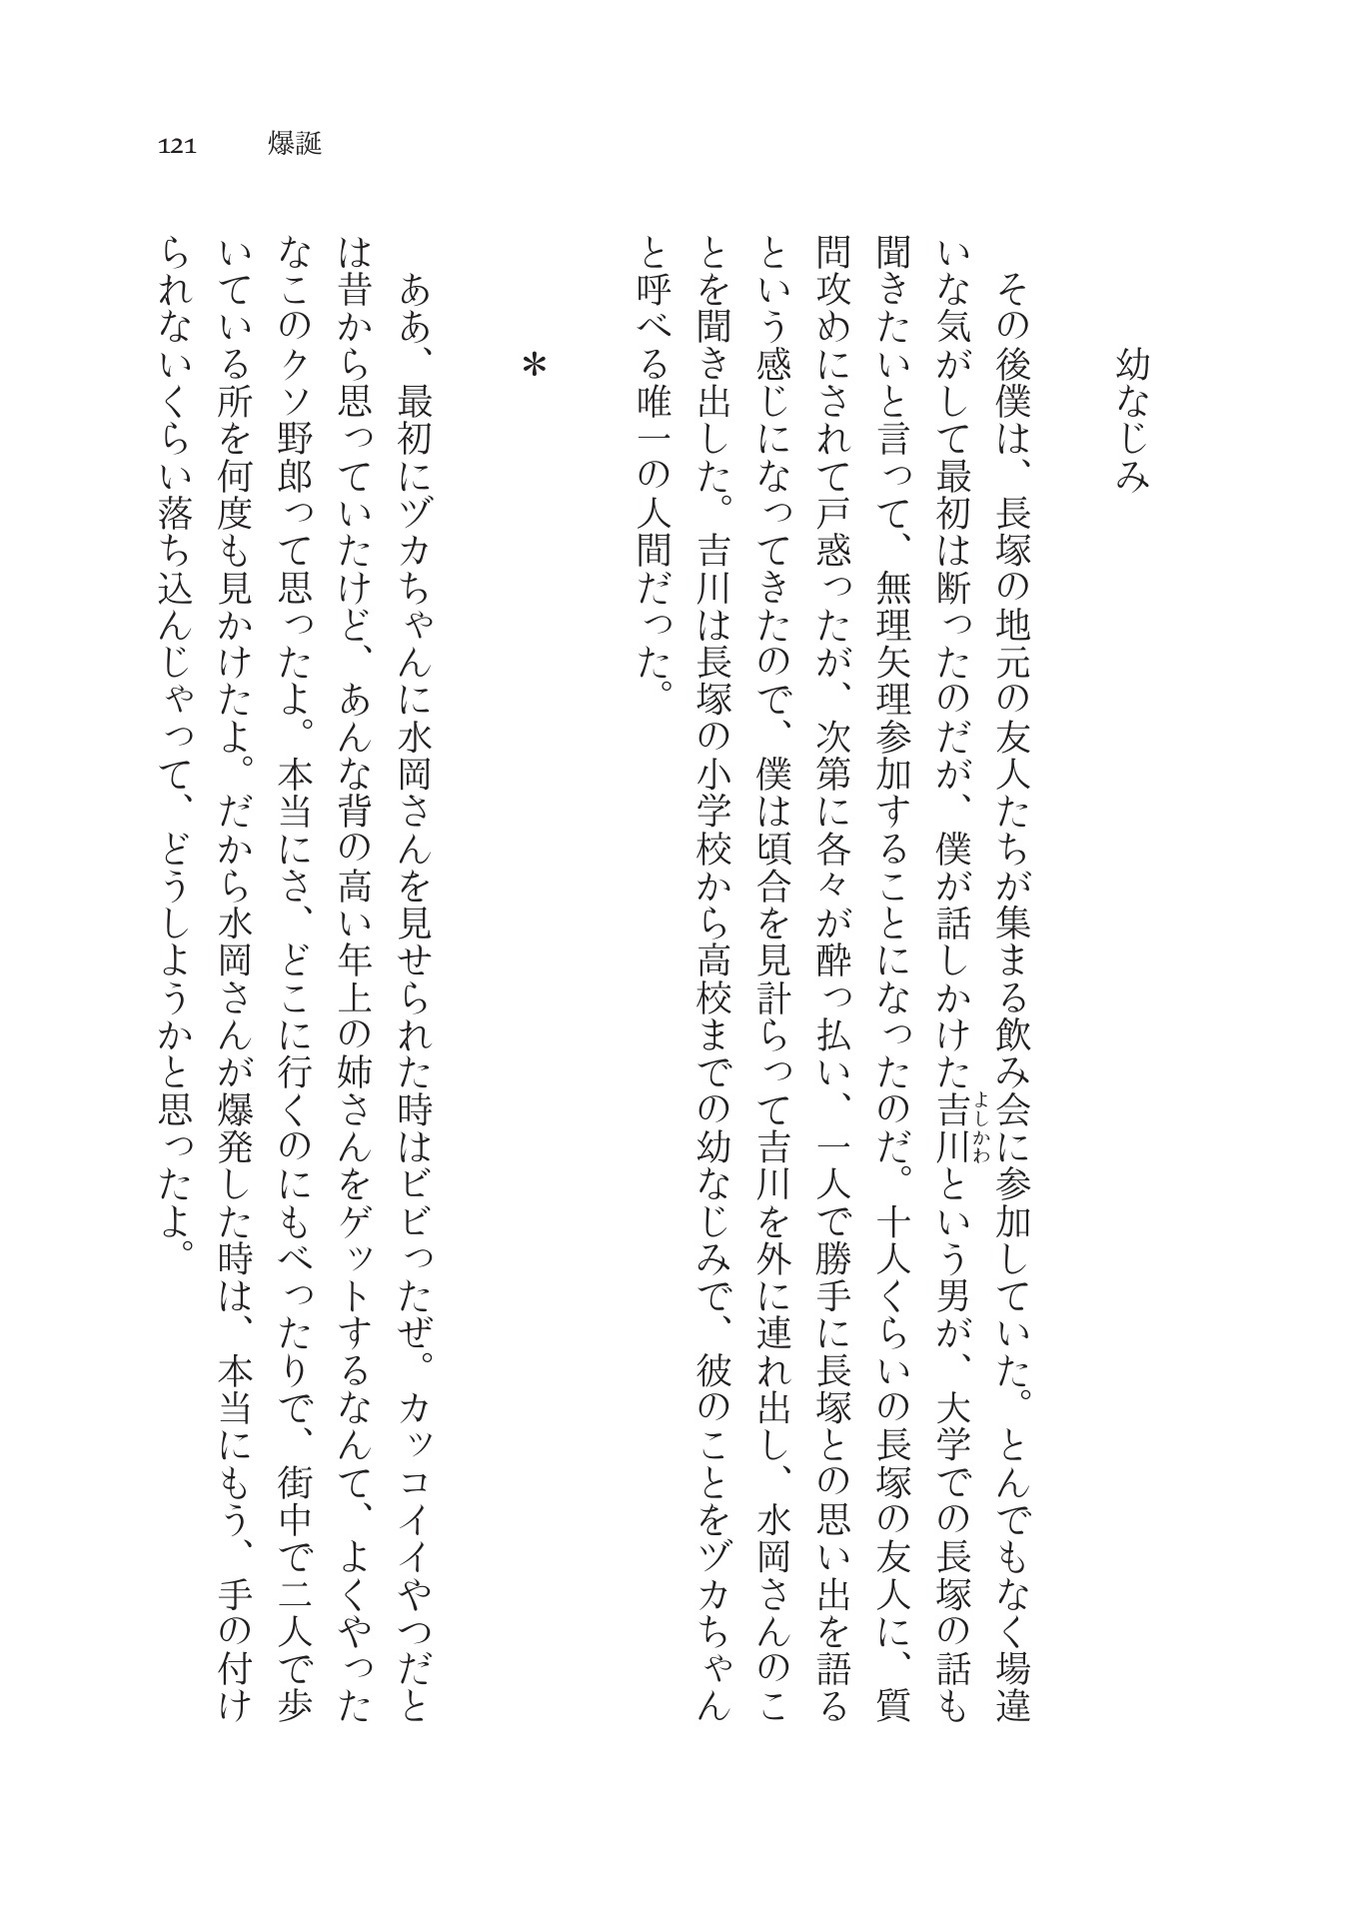 121 爆誕
幼なじみ
　その後僕は、長塚の地元の友人たちが集まる飲み会に参加していた。とんでもなく場違
いな気がして最初は断ったのだが、僕が話しかけた吉川という男が、大学での長塚の話も
よしかわ
聞きたいと言って、無理矢理参加することになったのだ。十人くらいの長塚の友人に、質
問攻めにされて戸惑ったが、次第に各々が酔っ払い、一人で勝手に長塚との思い出を語る
という感じになってきたので、僕は頃合を見計らって吉川を外に連れ出し、水岡さんのこ
とを聞き出した。吉川は長塚の小学校から高校までの幼なじみで、彼のことをヅカちゃん
と呼べる唯一の人間だった。
＊
　ああ、最初にヅカちゃんに水岡さんを見せられた時はビビったぜ。カッコイイやつだと
は昔から思っていたけど、あんな背の高い年上の姉さんをゲットするなんて、よくやった
なこのクソ野郎って思ったよ。本当にさ、どこに行くのにもべったりで、街中で二人で歩
いている所を何度も見かけたよ。だから水岡さんが爆発した時は、本当にもう、手の付け
られないくらい落ち込んじゃって、どうしようかと思ったよ。